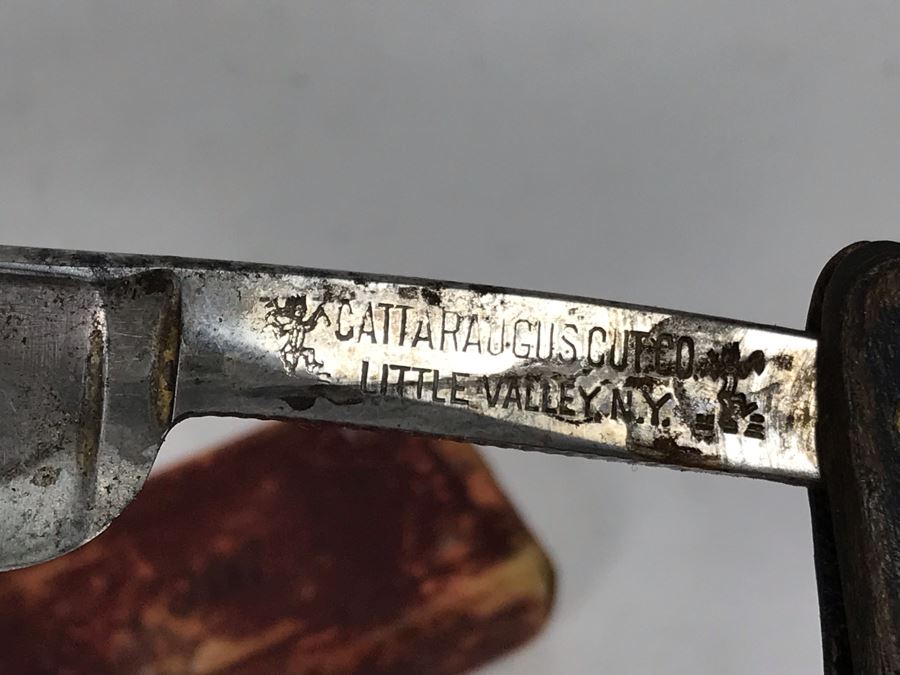 CATTARAUGUS CUT.CO.
LITTLE VALLEY, N.Y.